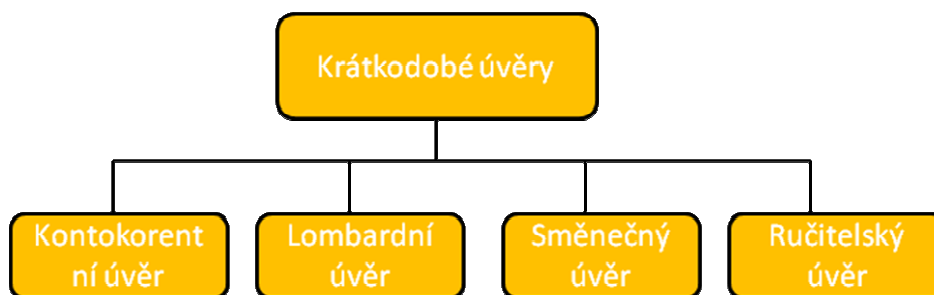 Krátkodobé úvěry
Kontokorent
ní úvěr
Lombardní
úvěr
Směnečný
úvěr
Ručitelský
úvěr